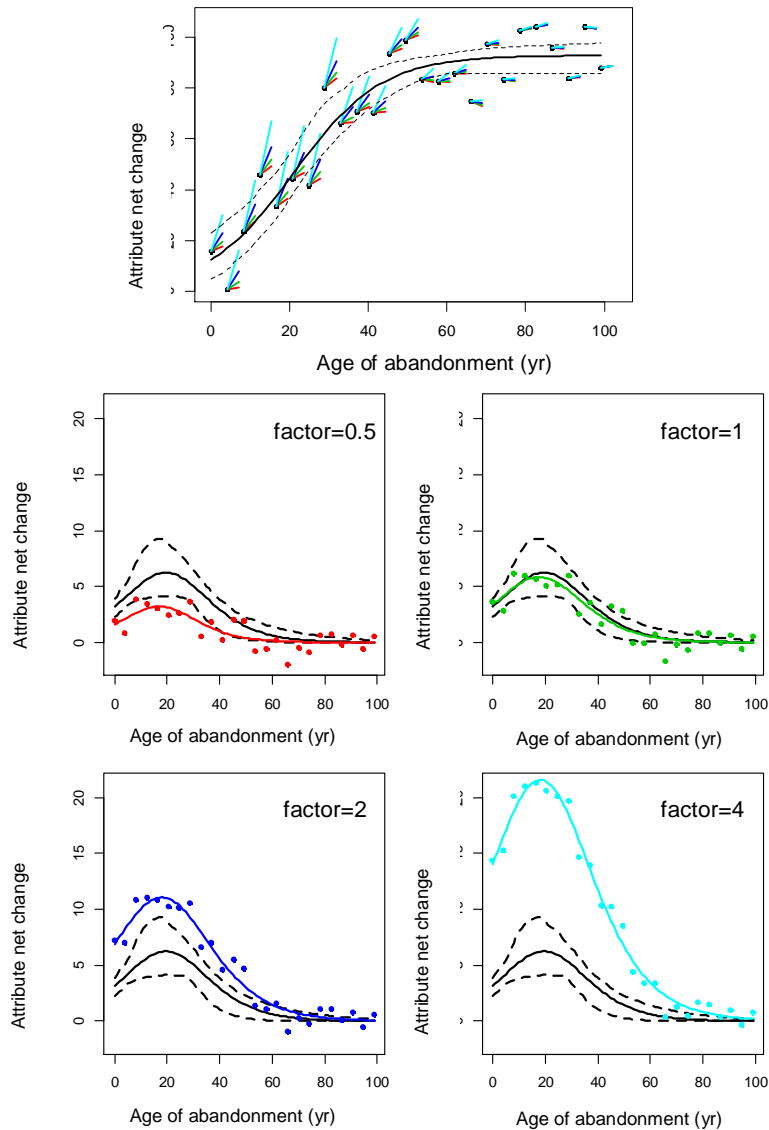 Attribute net change
0 20 40 60 80 100
Age of abandonment (yr)
20
15
10
5
0
Attribute net change
factor=0.5
0 20 40 60 80 100
Age of abandonment (yr)
Attribute net change
factor=1
0 20 40 60 80 100
Age of abandonment (yr)
20
15
10
5
0
Attribute net change
factor=2
0 20 40 60 80 100
Age of abandonment (yr)
Attribute net change
factor=4
0 20 40 60 80 100
Age of abandonment (yr)